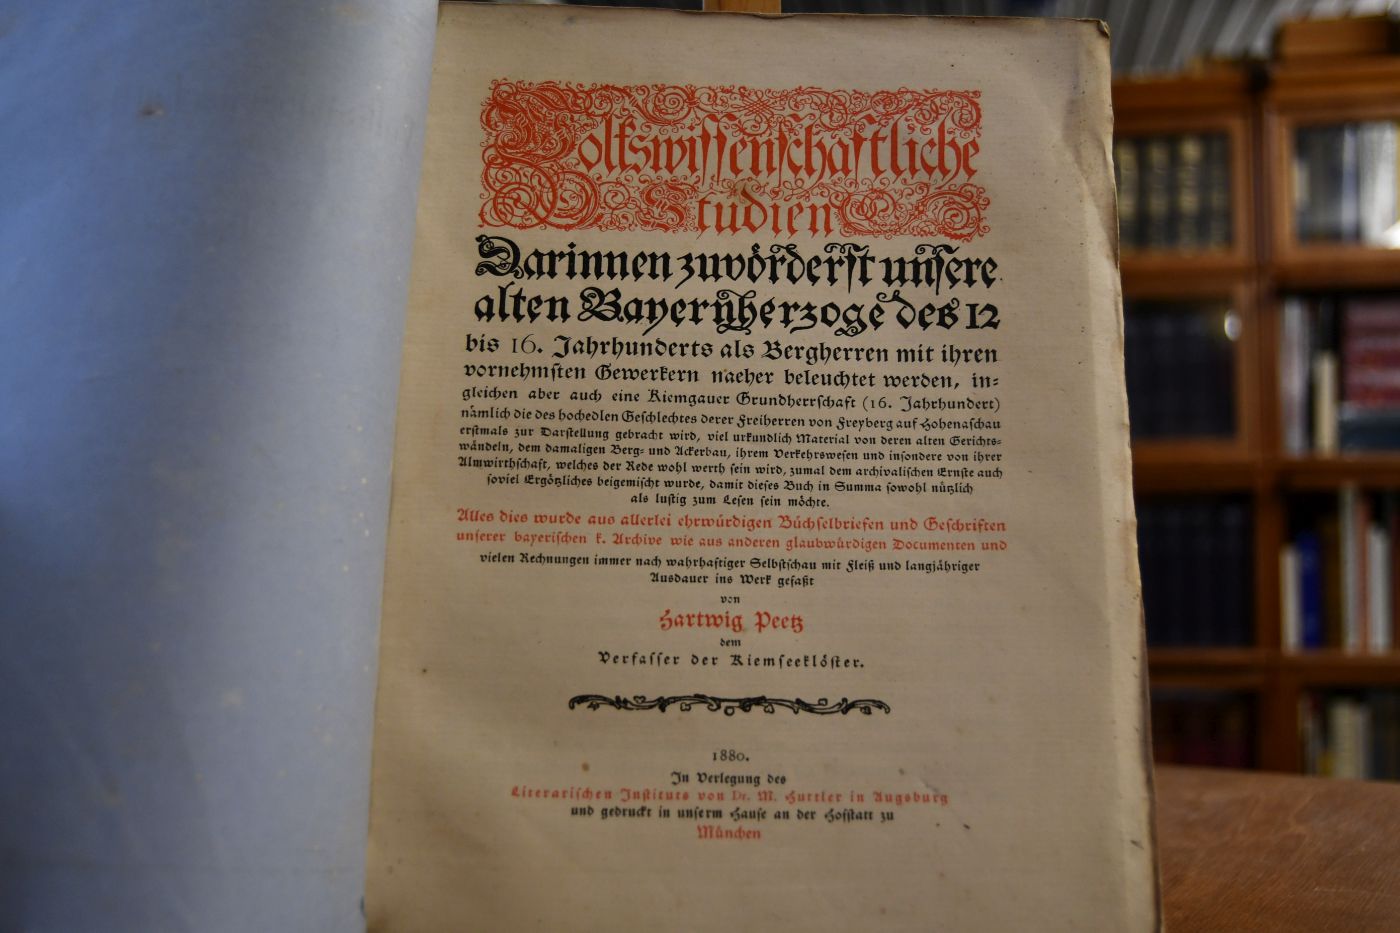 Volkswissenschaftliche
Studien
Darinnen zuvörderst unsere
alten Bayernherzoge des 12
bis 16. Jahrhunderts als Bergherren mit ihren
vornehmsten Gewerkern naeher beleuchtet werden, in-
gleichen aber auch eine Kiemgauer Grundherrschaft (16. Jahrhundert)
nämlich die des hochedlen Geschlechtes derer Freiherren von Freyberg auf Hohenaschau
erstmals zur Darstellung gebracht wird, viel urkundlich Material von deren alten Gerichts-
wändeln, dem damaligen Berg- und Ackerbau, ihrem Verkehrswesen und insondere von ihrer
Almwirthschaft, welches der Rede wohl werth sein wird, zumal dem archivalischen Ernste auch
soviel Ergötzliches beigemischt wurde, damit dieses Buch in Summa sowohl nützlich
als lustig zum Lesen sein möchte.
Alles dies wurde aus allerlei ehrwürdigen Büchselbriefen und Geschriften
unserer bayerischen k. Archive wie aus anderen glaubwürdigen Documenten und
vielen Rechnungen immer nach wahrhaftiger Selbstschau mit Fleiß und langjähriger
Ausdauer ins Werk gefaßt
von
Hartwig Peetz
dem
Verfasser der Kiemseeklöster.
1880.
In Verlegung des
Literarischen Instituts von Dr. M. Huttler in Augsburg
und gedruckt in unserm Hause an der Hofstatt zu
München